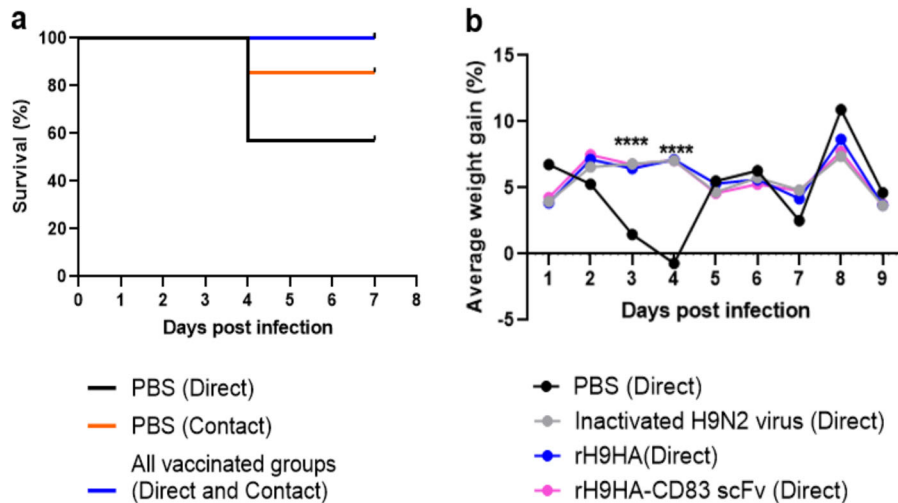 a
100
80
60
40
20
0
Survival (%)
0 1 2 3 4 5 6 7 8
Days post infection
PBS (Direct)
PBS (Contact)
All vaccinated groups
(Direct and Contact)
b
15
10
5
0
-5
Average weight gain (%)
**** ****
1 2 3 4 5 6 7 8 9
Days post infection
PBS (Direct)
Inactivated H9N2 virus (Direct)
rH9HA(Direct)
rH9HA-CD83 scFv (Direct)